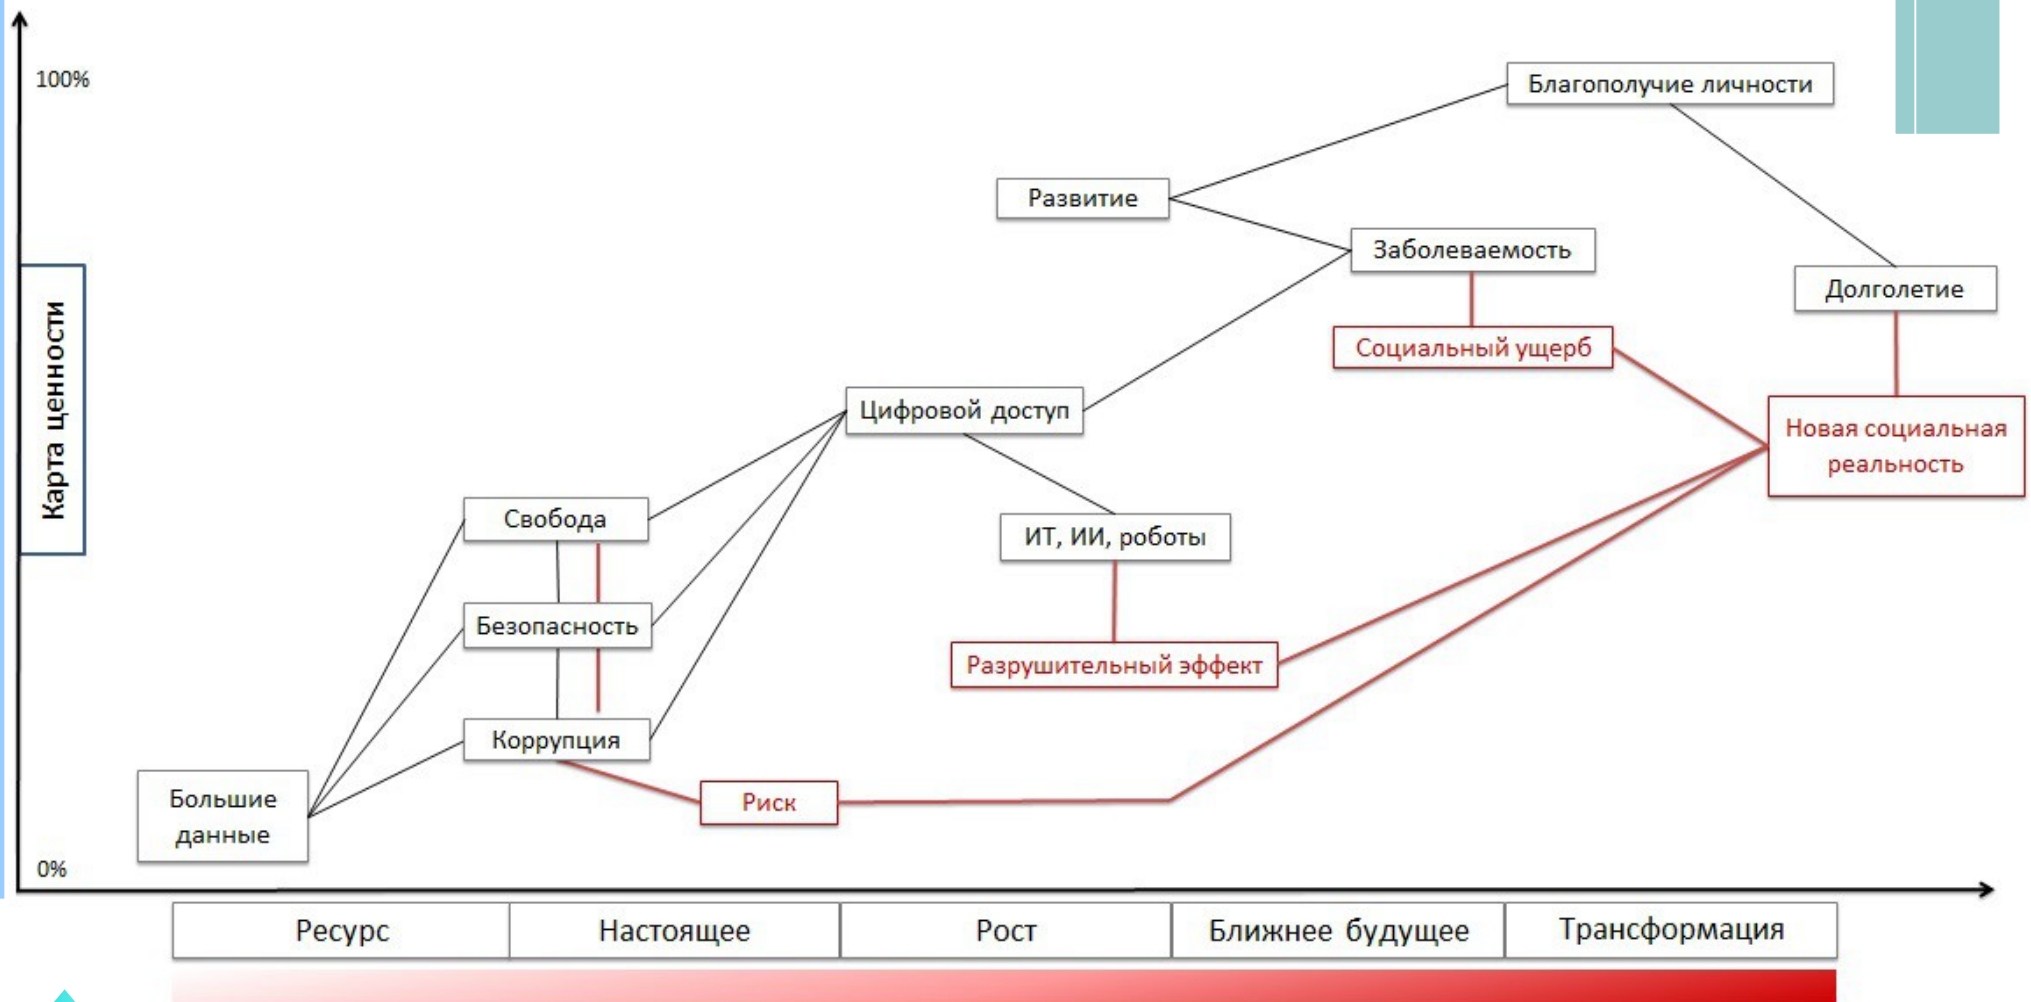 100%
Благополучие личности
Развитие
Заболеваемость
Долголетие
Социальный ущерб
Карта ценности
Цифровой доступ
Новая социальная
реальность
Свобода
ИТ, ИИ, роботы
Безопасность
Разрушительный эффект
Коррупция
Большие
данные
Риск
0%
Ресурс
Настоящее
Рост
Ближнее будущее
Трансформация